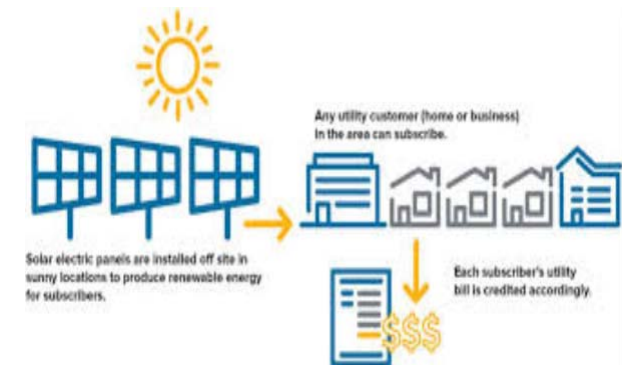 Any utility customer (home or business)
in the area can subscribe.
Solar electric panels are installed off site in
sunny locations to produce renewable energy
for subscribers.
Each subscriber's utility
bill is credited accordingly.
$$$